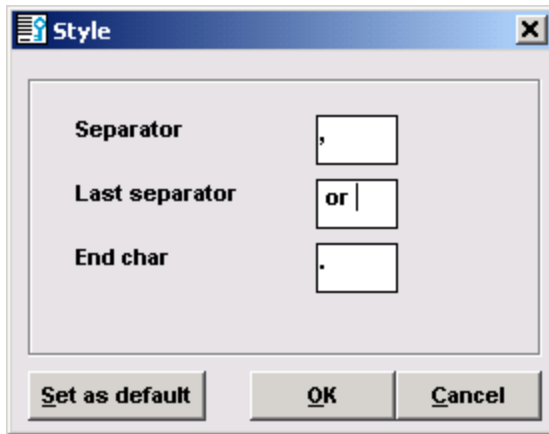 Style
Separator ,
Last separator or
End char .
Set as default OK Cancel